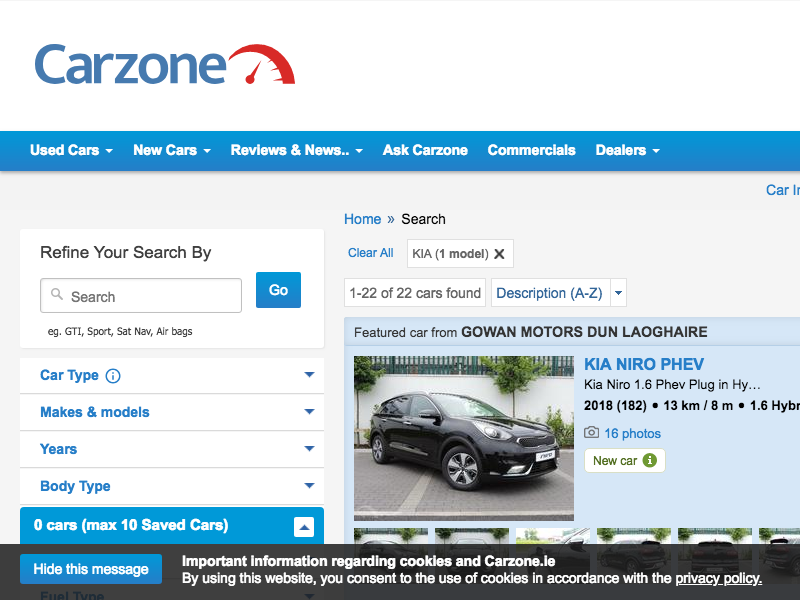 Carzone
Used Cars
New Cars
Reviews & News..
Ask Carzone
Commercials
Dealers
Car In
Home » Search
Refine Your Search By
Search
Go
eg. GTI, Sport, Sat Nav, Air bags
Clear All
KIA (1 model)
1-22 of 22 cars found
Description (A-Z)
Car Type
Makes & models
Years
Body Type
0 cars (max 10 Saved Cars)
Fuel Type
Featured car from GOWAN MOTORS DUN LAOGHAIRE
KIA NIRO PHEV
Kia Niro 1.6 Phev Plug in Hy…
2018 (182) • 13 km / 8 m • 1.6 Hybr
16 photos
New car
Hide this message
Important information regarding cookies and Carzone.ie
By using this website, you consent to the use of cookies in accordance with the privacy policy.